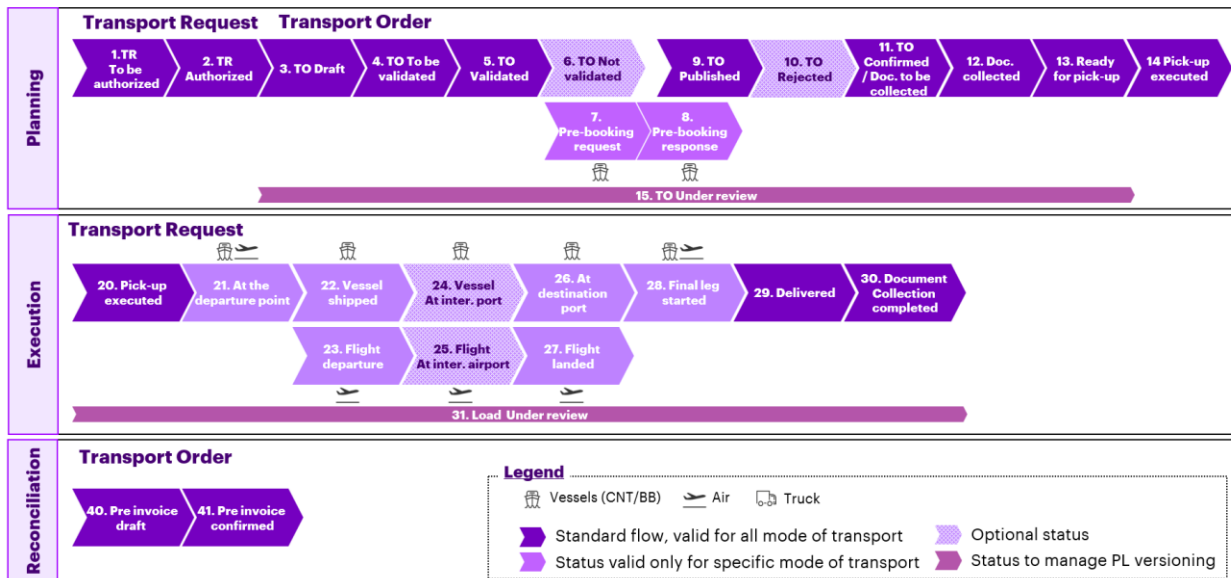 Planning
Transport Request
Transport Order
1. TR
To be
authorized
2. TR
Authorized
3. TO Draft
4. TO To be
validated
5. TO
Validated
6. TO Not
validated
9. TO
Published
10. TO
Rejected
11. TO
Confirmed
/ Doc. to be
collected
12. Doc.
collected
13. Ready
for pick-up
14 Pick-up
executed
7.
Pre-booking
request
8.
Pre-booking
response
15. TO Under review
Execution
Transport Request
20. Pick-up
executed
21. At the
departure point
22. Vessel
shipped
24. Vessel
At inter. port
26. At
destination
port
28. Final leg
started
29. Delivered
30. Document
Collection
completed
23. Flight
departure
25. Flight
At inter. airport
27. Flight
landed
31. Load Under review
Reconciliation
Transport Order
40. Pre invoice
draft
41. Pre invoice
confirmed
Legend
Vessels (CNT/BB)
Air
Truck
Standard flow, valid for all mode of transport
Optional status
Status valid only for specific mode of transport
Status to manage PL versioning